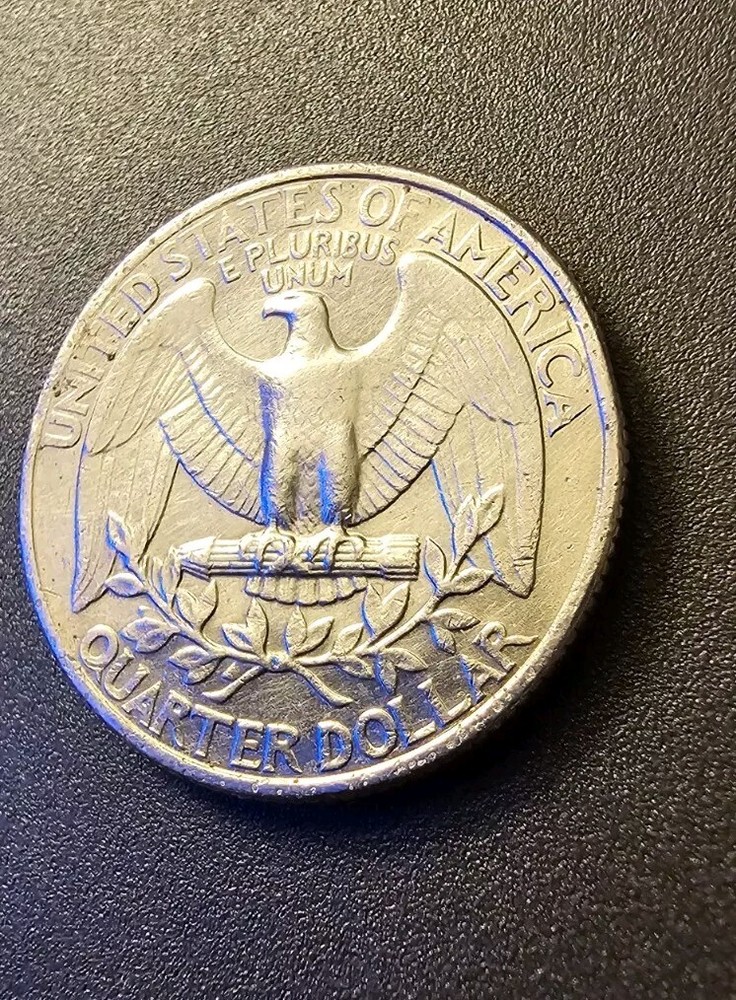 UNITED STATES OF AMERICA
E PLURIBUS
UNUM
QUARTER DOLLAR